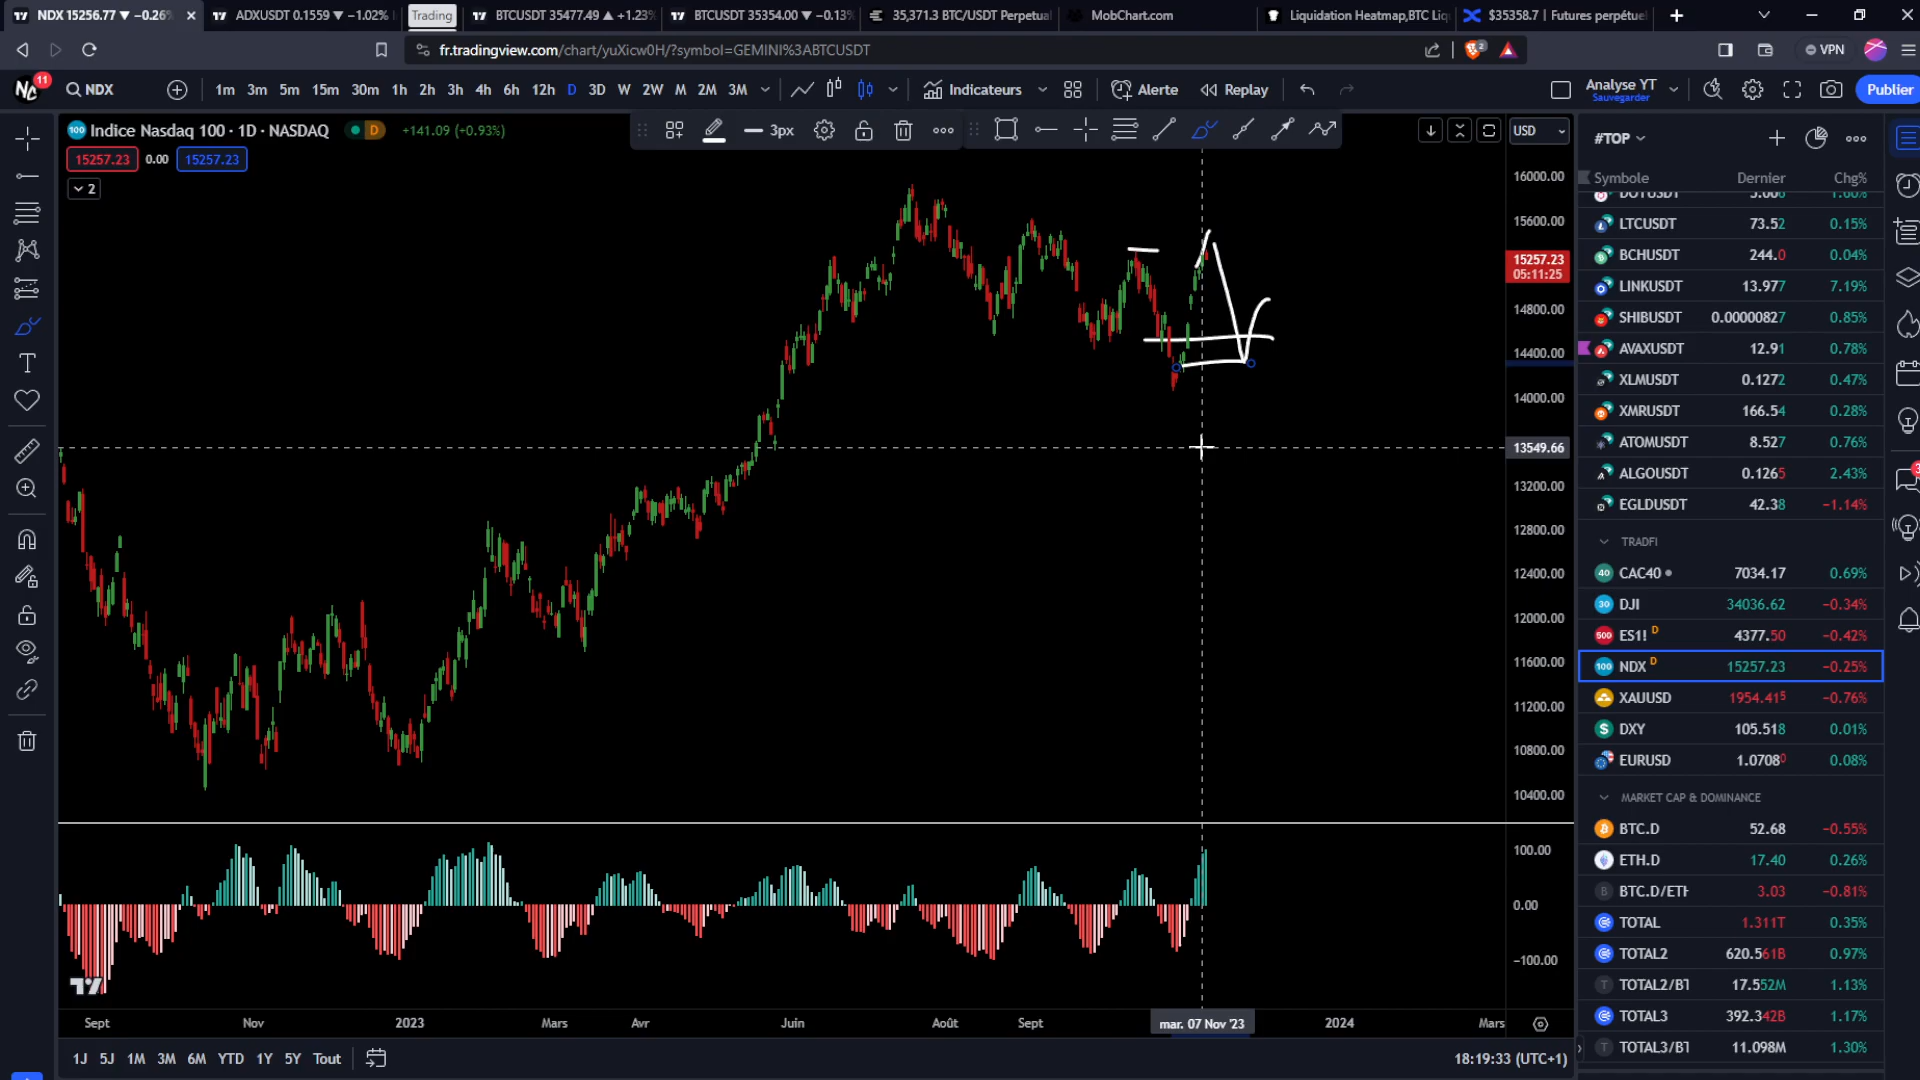 NDX 15256.77 ▼ −0.26%
ADXUSDT 0.1559 ▼ −1.02%
Trading
BTCUSDT 35477.49 ▲ +1.23%
BTCUSDT 35354.00 ▼ −0.13%
35,371.3 BTC/USDT Perpetual
MobChart.com
Liquidation Heatmap,BTC Liq
$35358.7 | Futures perpétue
fr.tradingview.com/chart/yuXicw0H/?symbol=GEMINI%3ABTCUSDT
2
VPN
11
NDX
1m 3m 5m 15m 30m 1h 2h 3h 4h 6h 12h D 3D W 2W M 2M 3M
Indicateurs
Alerte
Replay
Analyse YT
Sauvegarder
Publier
Indice Nasdaq 100 · 1D · NASDAQ
D
+141.09 (+0.93%)
15257.23 0.00 15257.23
2
3px
USD
16000.00
15600.00
15257.23
05:11:25
14800.00
14400.00
14000.00
13549.66
13200.00
12800.00
12400.00
12000.00
11600.00
11200.00
10800.00
10400.00
100.00
0.00
−100.00
Sept Nov 2023 Mars Avr Juin Août Sept mar. 07 Nov '23 2024 Mars
1J 5J 1M 3M 6M YTD 1Y 5Y Tout
18:19:33 (UTC+1)
#TOP
Symbole Dernier Chg%
LTCUSDT 73.52 0.15%
BCHUSDT 244.0 0.04%
LINKUSDT 13.977 7.19%
SHIBUSDT 0.00000827 0.85%
AVAXUSDT 12.91 0.78%
XLMUSDT 0.1272 0.47%
XMRUSDT 166.54 0.28%
ATOMUSDT 8.527 0.76%
ALGOUSDT 0.1265 2.43%
EGLDUSDT 42.38 −1.14%
TRADFI
40 CAC40 7034.17 0.69%
30 DJI 34036.62 −0.34%
500 ES1! D 4377.50 −0.42%
100 NDX D 15257.23 −0.25%
XAUUSD 1954.415 −0.76%
DXY 105.518 0.01%
EURUSD 1.07080 0.08%
MARKET CAP & DOMINANCE
BTC.D 52.68 −0.55%
ETH.D 17.40 0.26%
B BTC.D/ETH 3.03 −0.81%
TOTAL 1.311T 0.35%
TOTAL2 620.561B 0.97%
T TOTAL2/BT 17.552M 1.13%
TOTAL3 392.342B 1.17%
T TOTAL3/BT 11.098M 1.30%